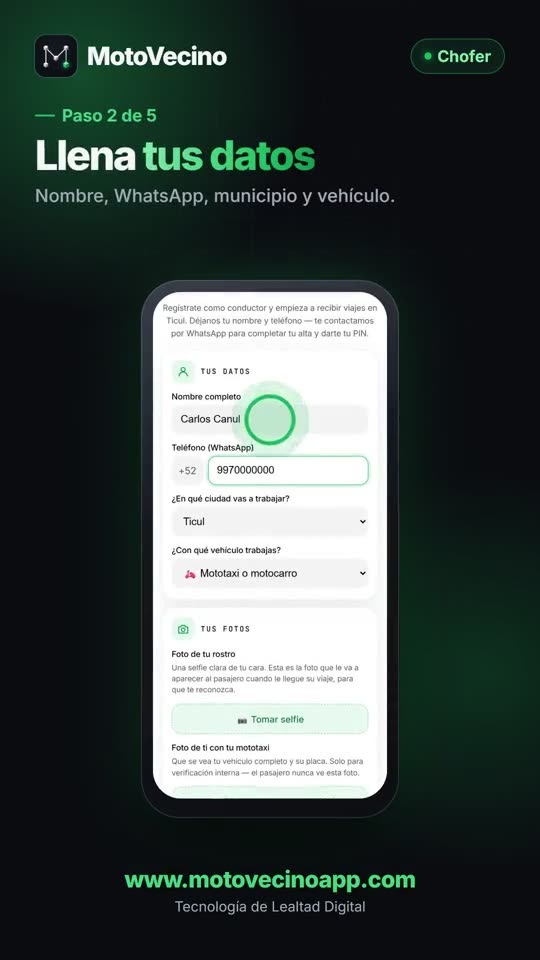 MotoVecino
Chofer
Paso 2 de 5
Llena tus datos
Nombre, WhatsApp, municipio y vehículo.
Regístrate como conductor y empieza a recibir viajes en
Ticul. Déjanos tu nombre y teléfono — te contactamos
por WhatsApp para completar tu alta y darte tu PIN.
TUS DATOS
Nombre completo
Carlos Canul
Teléfono (WhatsApp)
+52
9970000000
¿En qué ciudad vas a trabajar?
Ticul
¿Con qué vehículo trabajas?
Mototaxi o motocarro
TUS FOTOS
Foto de tu rostro
Una selfie clara de tu cara. Esta es la foto que le va a
aparecer al pasajero cuando le llegue su viaje, para
que te reconozca.
Tomar selfie
Foto de ti con tu mototaxi
Que se vea tu vehículo completo y su placa. Solo para
verificación interna — el pasajero nunca ve esta foto.
www.motovecinoapp.com
Tecnología de Lealtad Digital